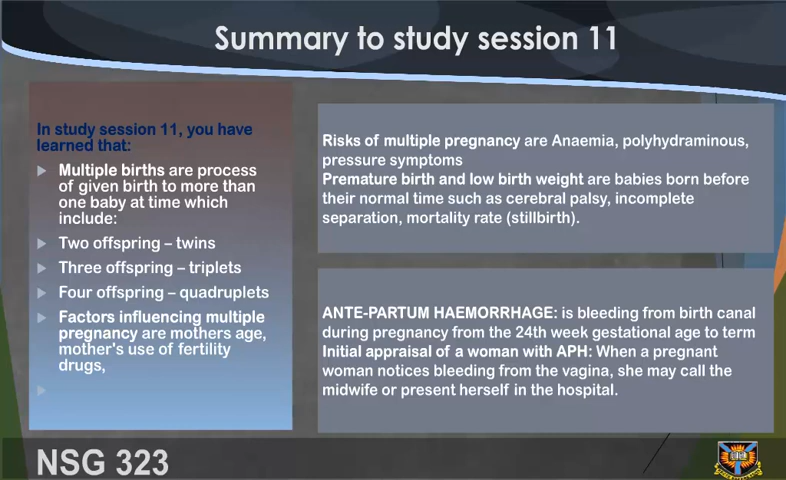 Summary to study session 11
In study session 11, you have
learned that:
Multiple births are process
of given birth to more than
one baby at time which
include:
Two offspring – twins
Three offspring – triplets
Four offspring – quadruplets
Factors influencing multiple
pregnancy are mothers age,
mother's use of fertility
drugs,
Risks of multiple pregnancy are Anaemia, polyhydraminous,
pressure symptoms
Premature birth and low birth weight are babies born before
their normal time such as cerebral palsy, incomplete
separation, mortality rate (stillbirth).
ANTE-PARTUM HAEMORRHAGE: is bleeding from birth canal
during pregnancy from the 24th week gestational age to term
Initial appraisal of a woman with APH: When a pregnant
woman notices bleeding from the vagina, she may call the
midwife or present herself in the hospital.
NSG 323